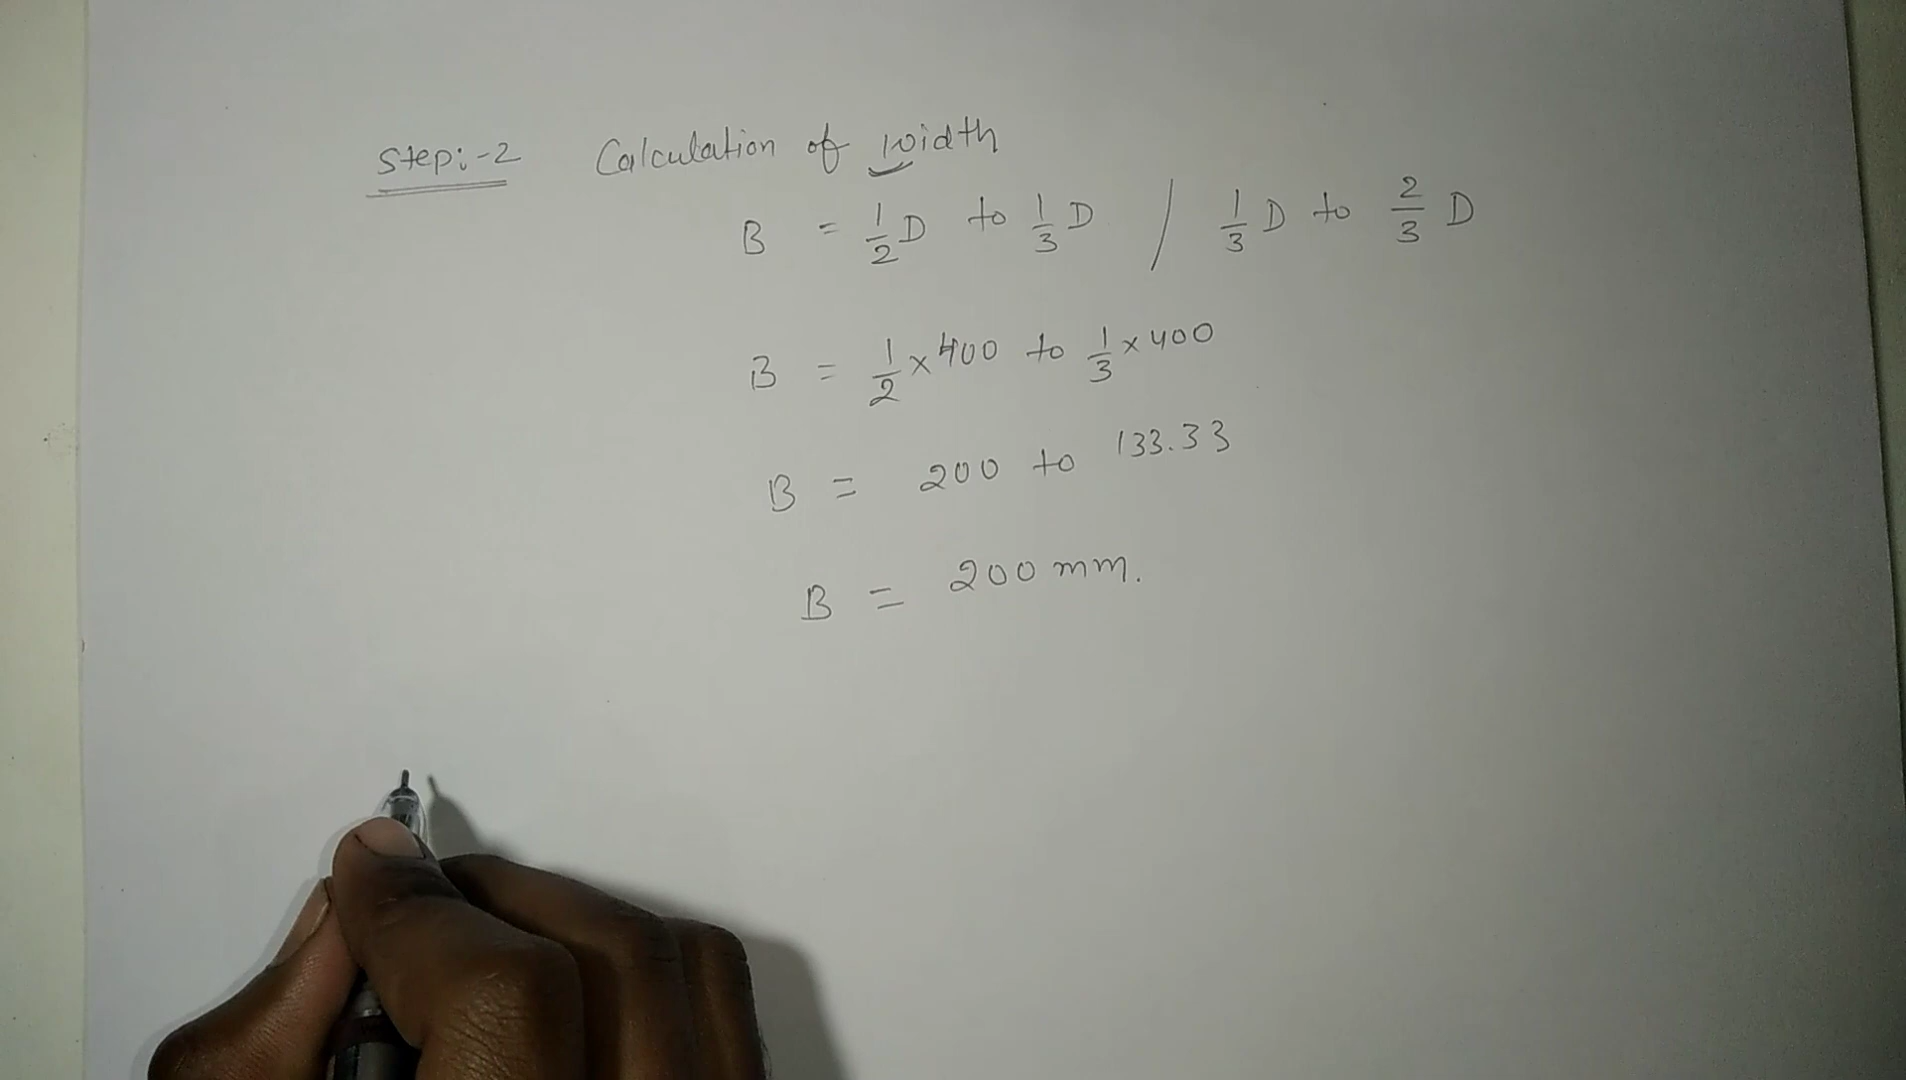 Step:-2 Calculation of width
B = 1/2 D to 1/3 D / 1/3 D to 2/3 D
B = 1/2 x 400 to 1/3 x 400
B = 200 to 133.33
B = 200 mm.